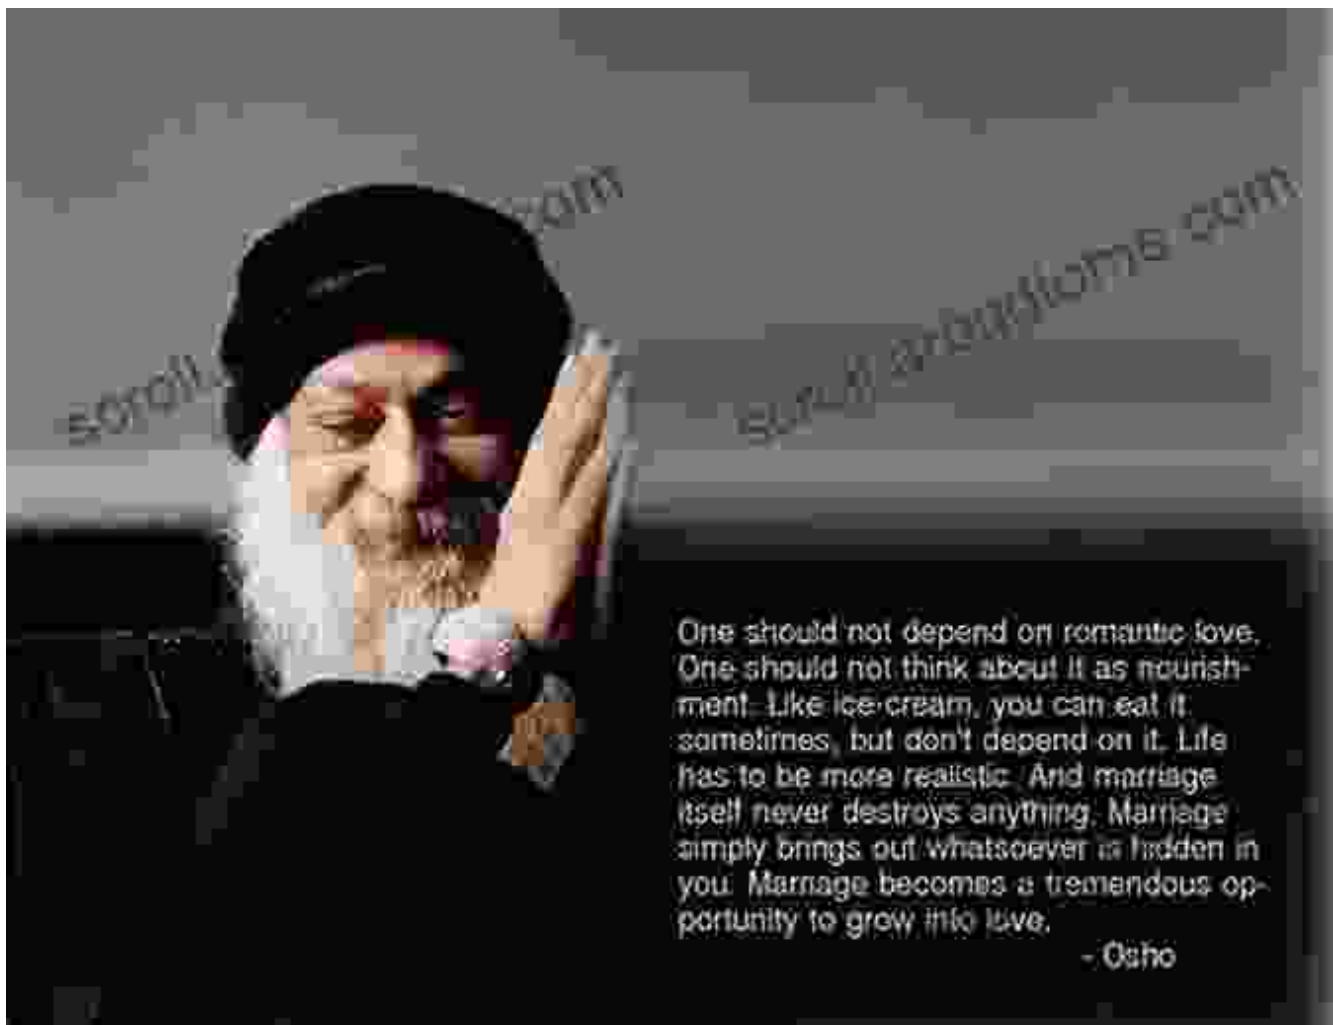 One should not depend on romantic love.
One should not think about it as nourish-
ment. Like ice-cream, you can eat it
sometimes, but don't depend on it. Life
has to be more realistic. And marriage
itself never destroys anything. Marriage
simply brings out whatsoever is hidden in
you. Marriage becomes a tremendous op-
portunity to grow into love.
- Osho